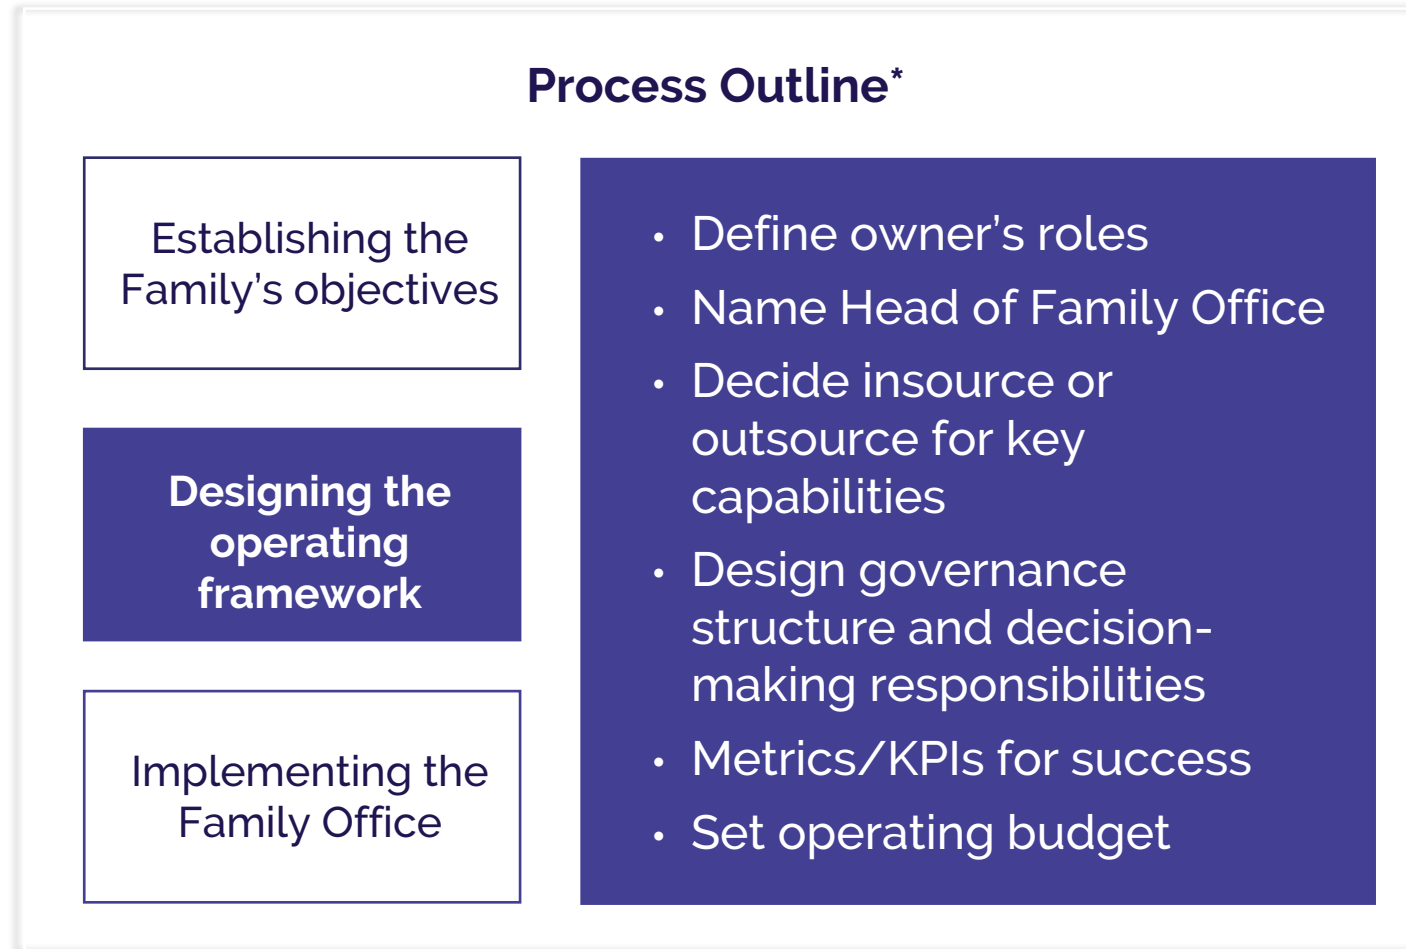 Process Outline*
Establishing the
Family’s objectives
Designing the
operating
framework
Implementing the
Family Office
• Define owner’s roles
• Name Head of Family Office
• Decide insource or
outsource for key
capabilities
• Design governance
structure and decision-
making responsibilities
• Metrics/KPIs for success
• Set operating budget